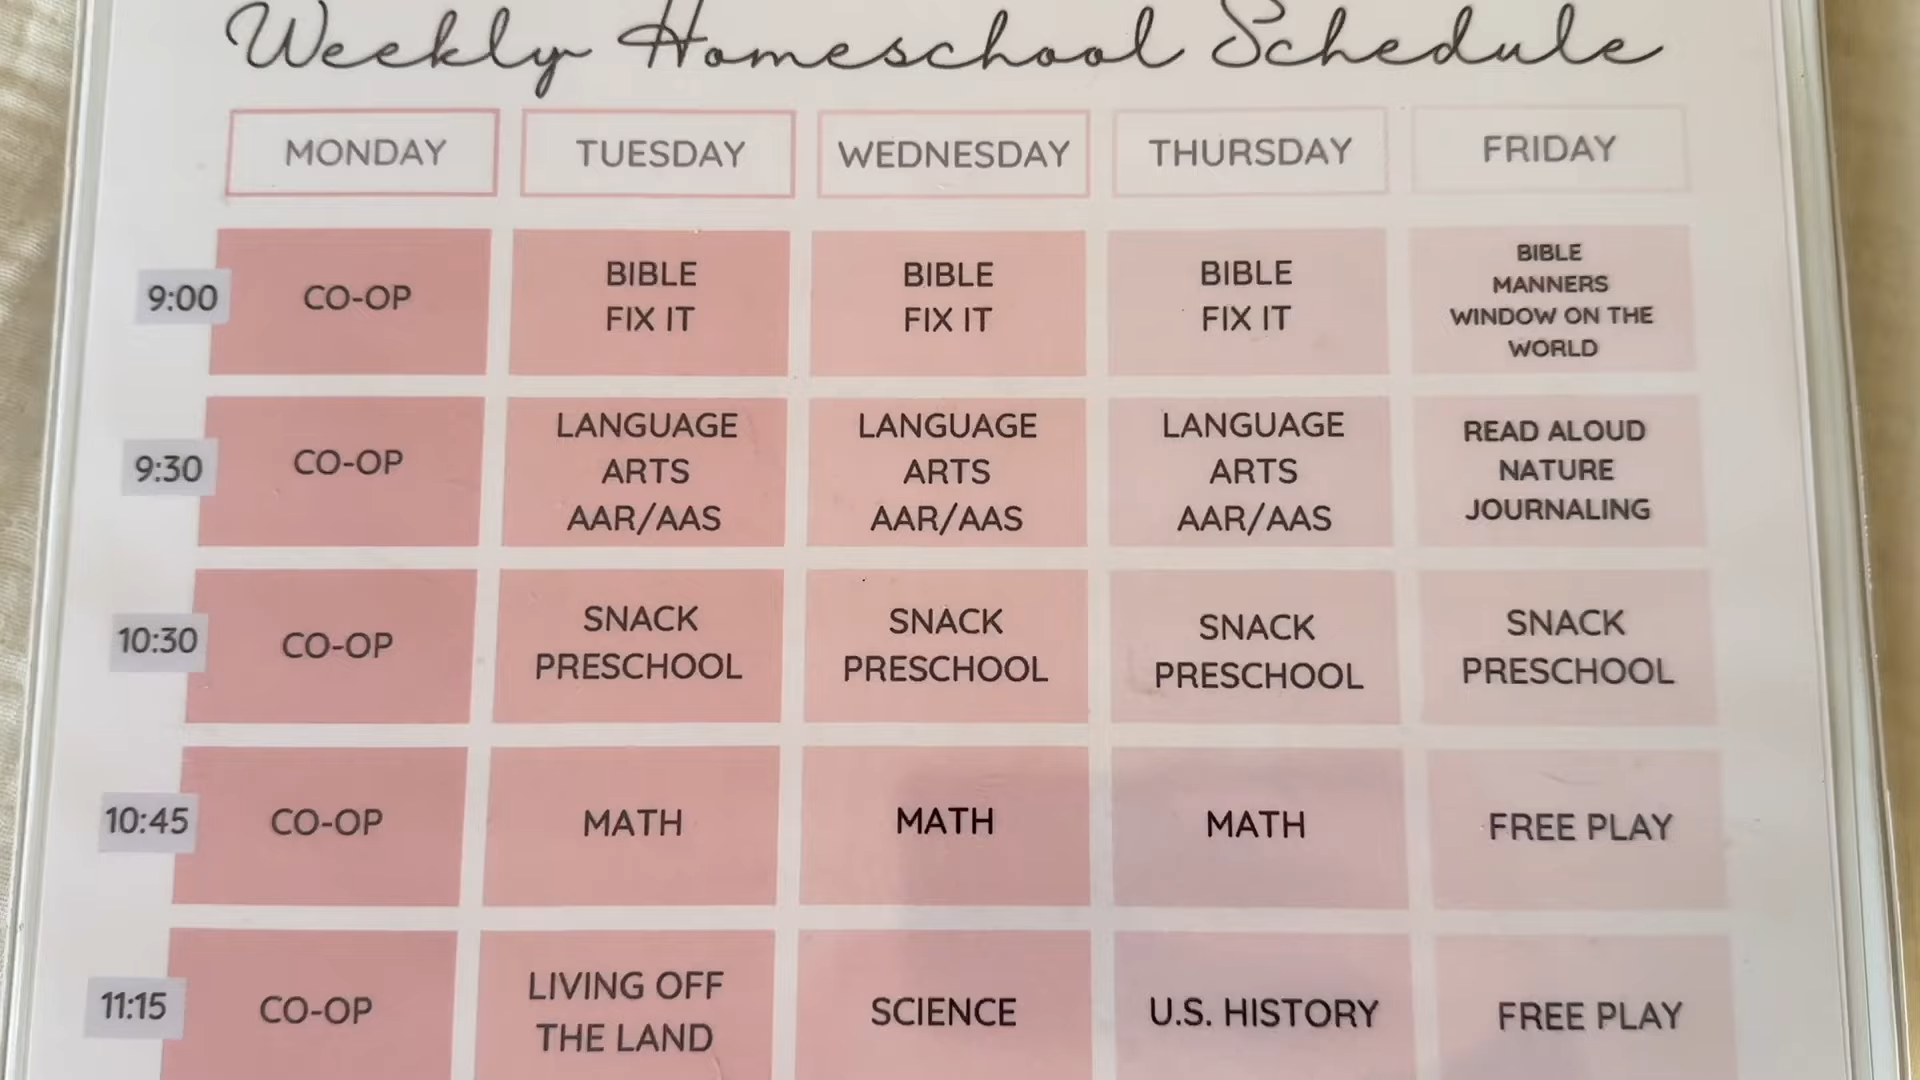 Weekly Homeschool Schedule
MONDAY
TUESDAY
WEDNESDAY
THURSDAY
FRIDAY
9:00
CO-OP
BIBLE
FIX IT
BIBLE
FIX IT
BIBLE
FIX IT
BIBLE
MANNERS
WINDOW ON THE
WORLD
9:30
CO-OP
LANGUAGE
ARTS
AAR/AAS
LANGUAGE
ARTS
AAR/AAS
LANGUAGE
ARTS
AAR/AAS
READ ALOUD
NATURE
JOURNALING
10:30
CO-OP
SNACK
PRESCHOOL
SNACK
PRESCHOOL
SNACK
PRESCHOOL
SNACK
PRESCHOOL
10:45
CO-OP
MATH
MATH
MATH
FREE PLAY
11:15
CO-OP
LIVING OFF
THE LAND
SCIENCE
U.S. HISTORY
FREE PLAY